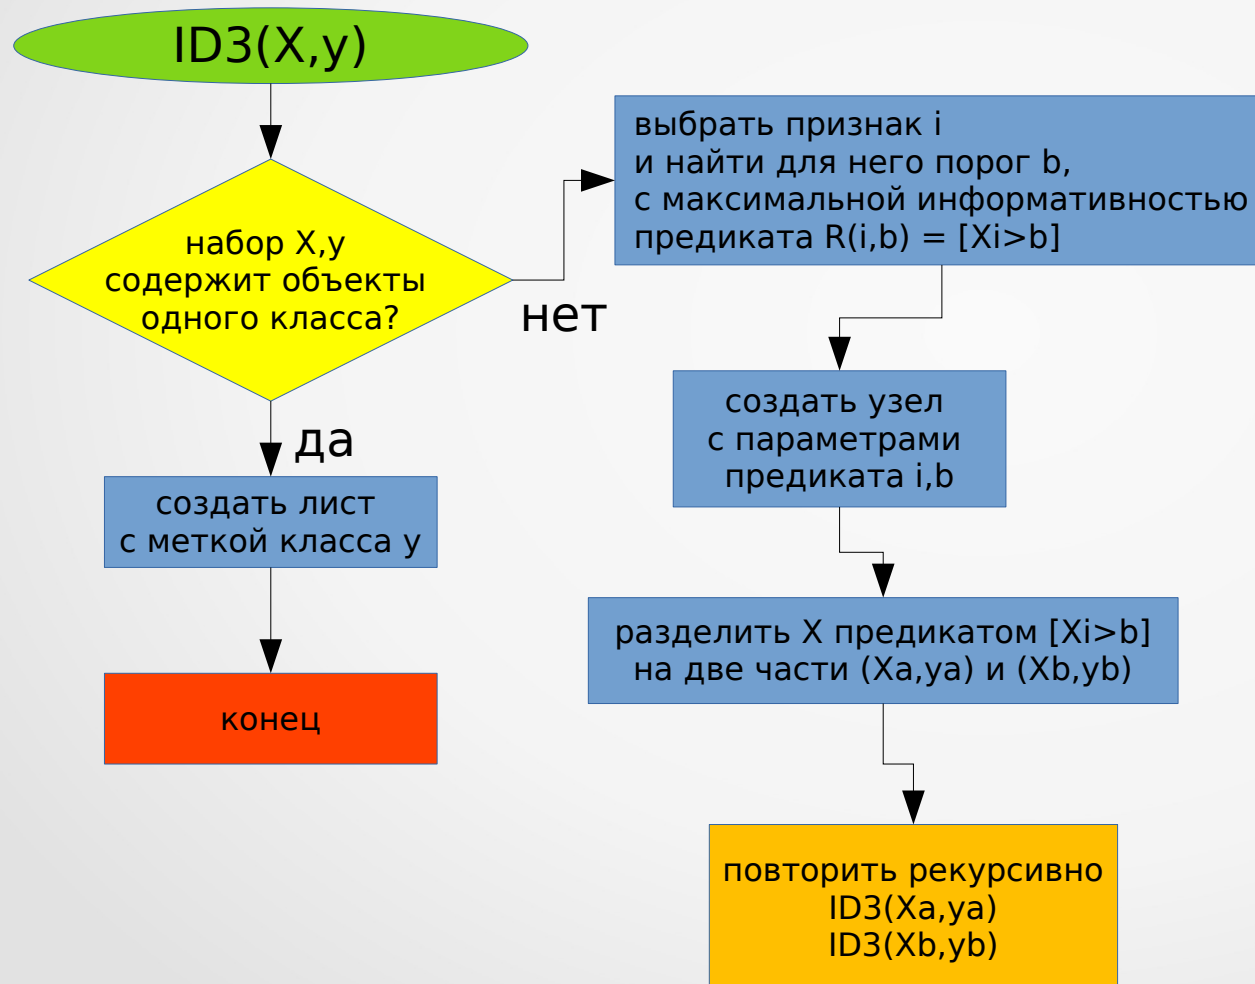 ID3(X,y)
набор X,y
содержит объекты
одного класса?
нет
да
создать лист
с меткой класса y
конец
выбрать признак i
и найти для него порог b,
с максимальной информативностью
предиката R(i,b) = [Xi>b]
создать узел
с параметрами
предиката i,b
разделить X предикатом [Xi>b]
на две части (Xa,ya) и (Xb,yb)
повторить рекурсивно
ID3(Xa,ya)
ID3(Xb,yb)